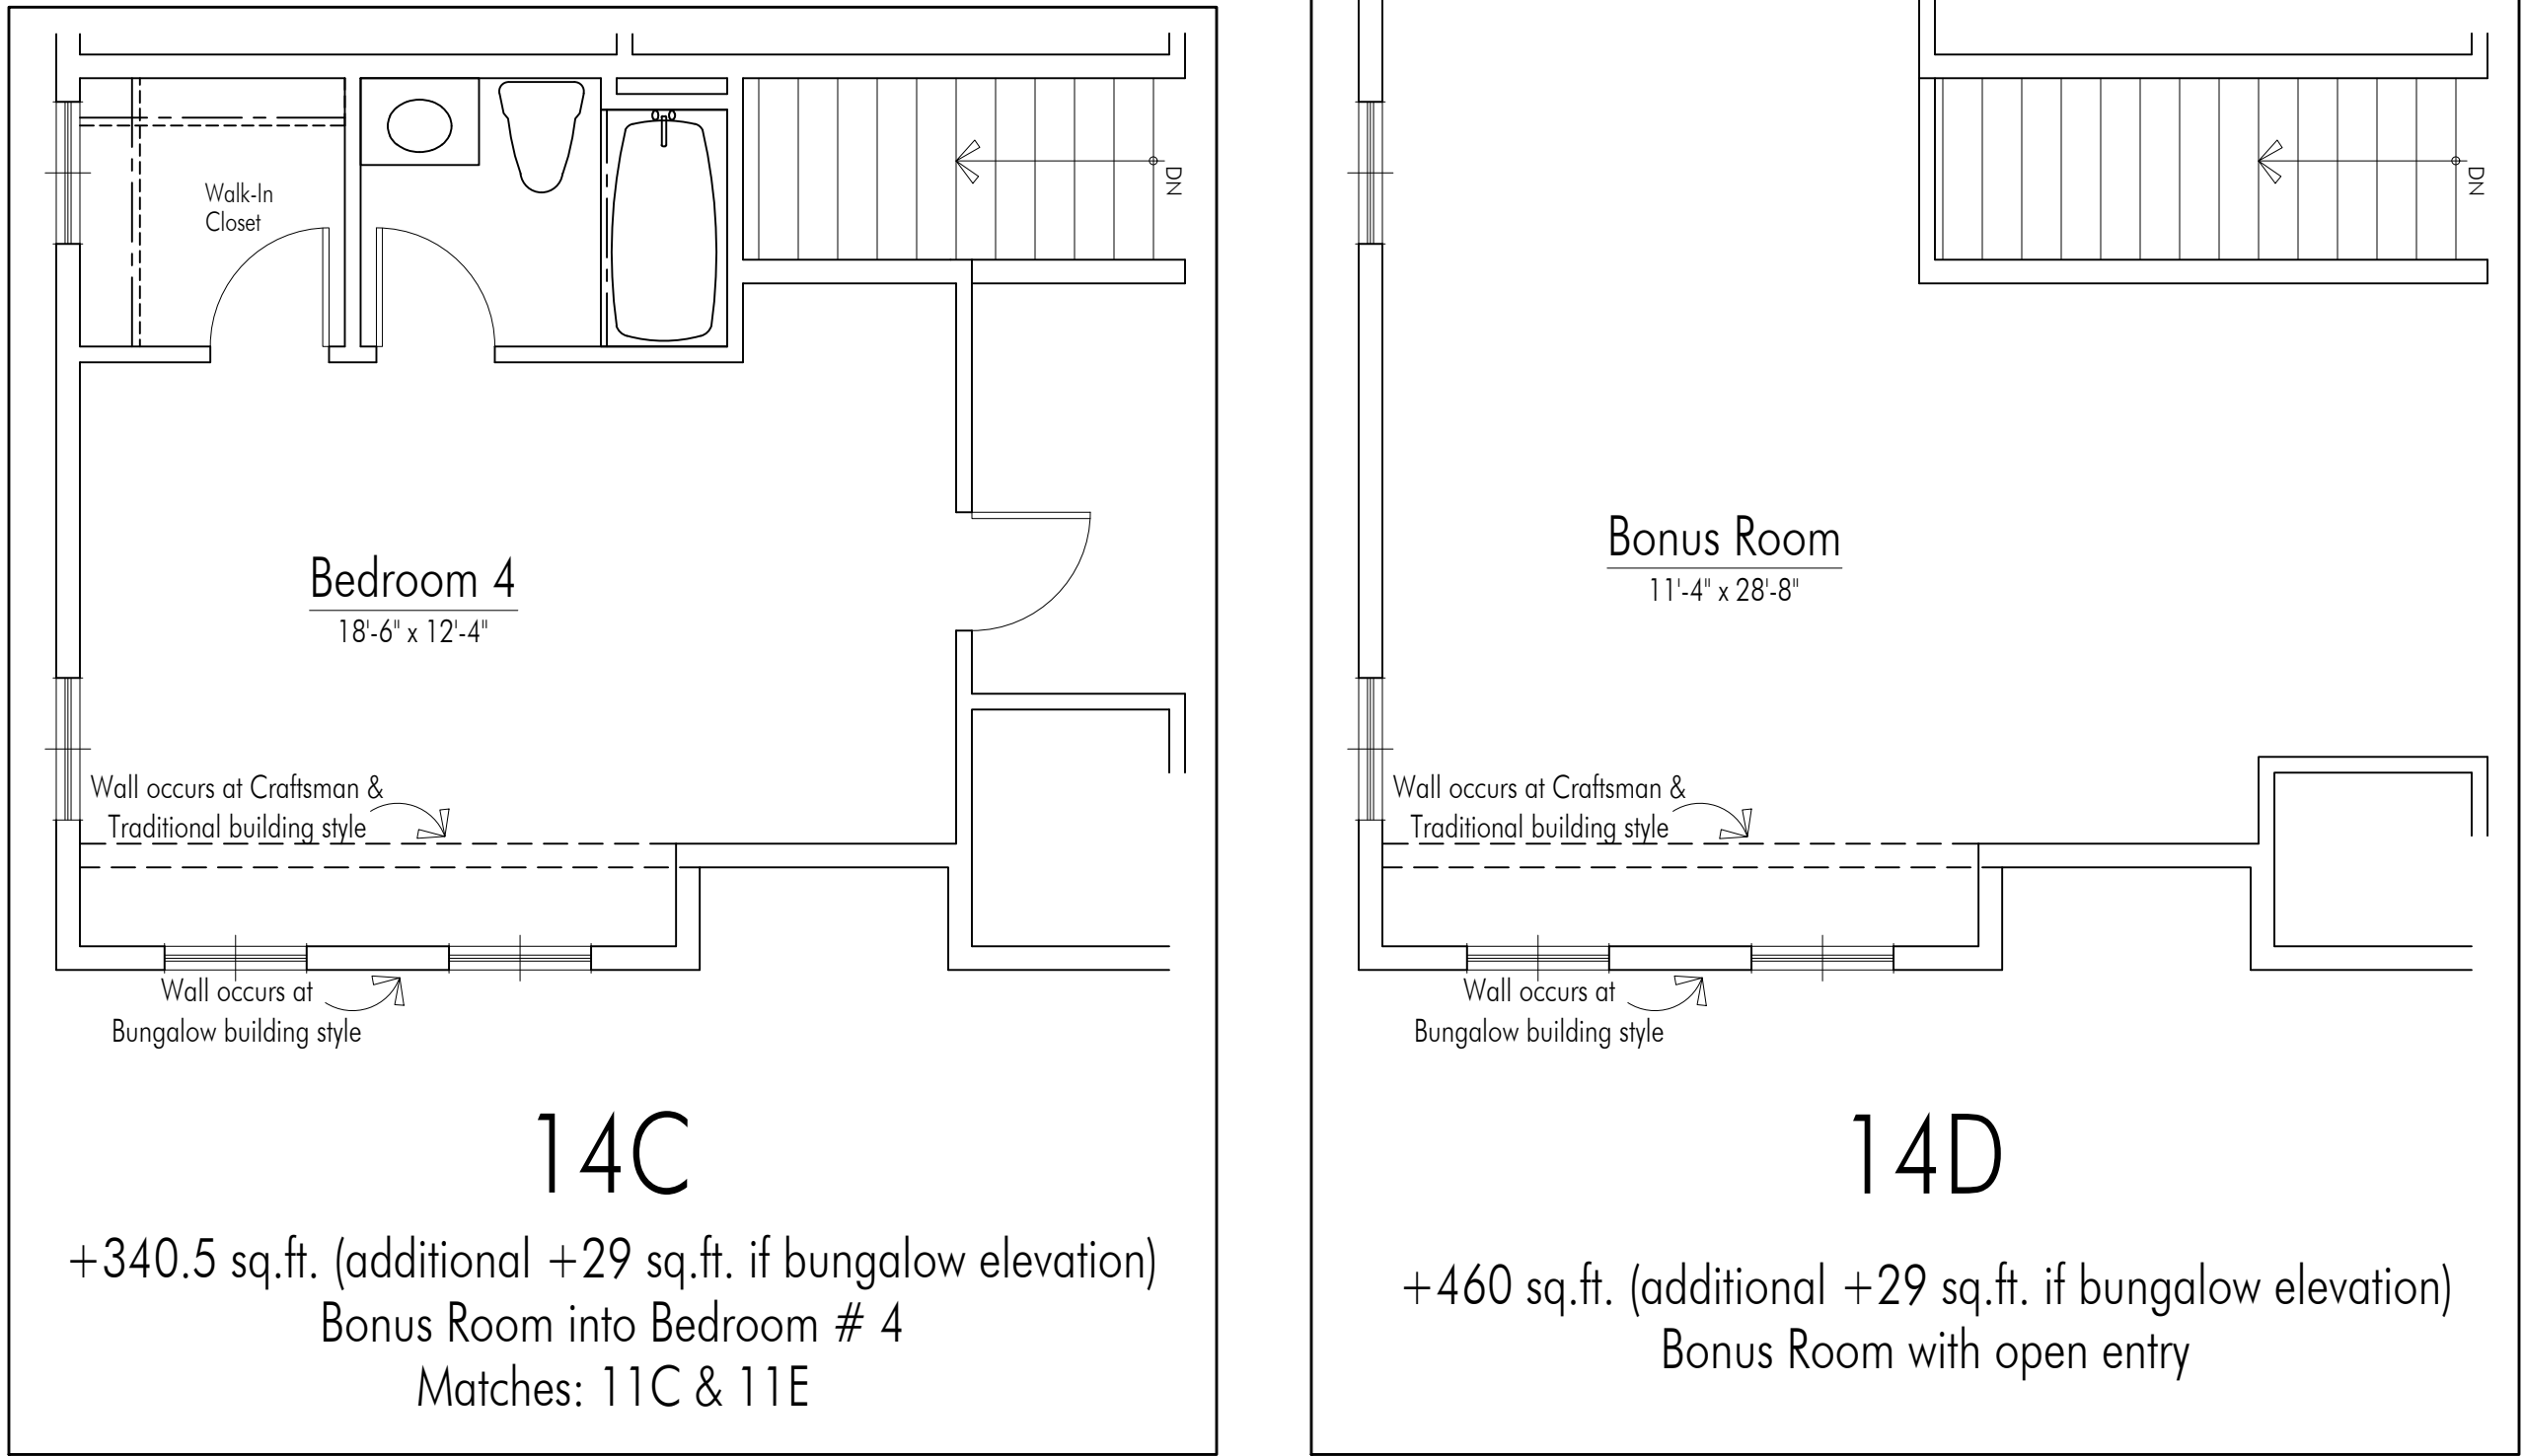 Walk-In
Closet
DN
Bedroom 4
18'-6" x 12'-4"
Wall occurs at Craftsman &
Traditional building style
Wall occurs at
Bungalow building style
14C
+340.5 sq.ft. (additional +29 sq.ft. if bungalow elevation)
Bonus Room into Bedroom # 4
Matches: 11C & 11E
DN
Bonus Room
11'-4" x 28'-8"
Wall occurs at Craftsman &
Traditional building style
Wall occurs at
Bungalow building style
14D
+460 sq.ft. (additional +29 sq.ft. if bungalow elevation)
Bonus Room with open entry